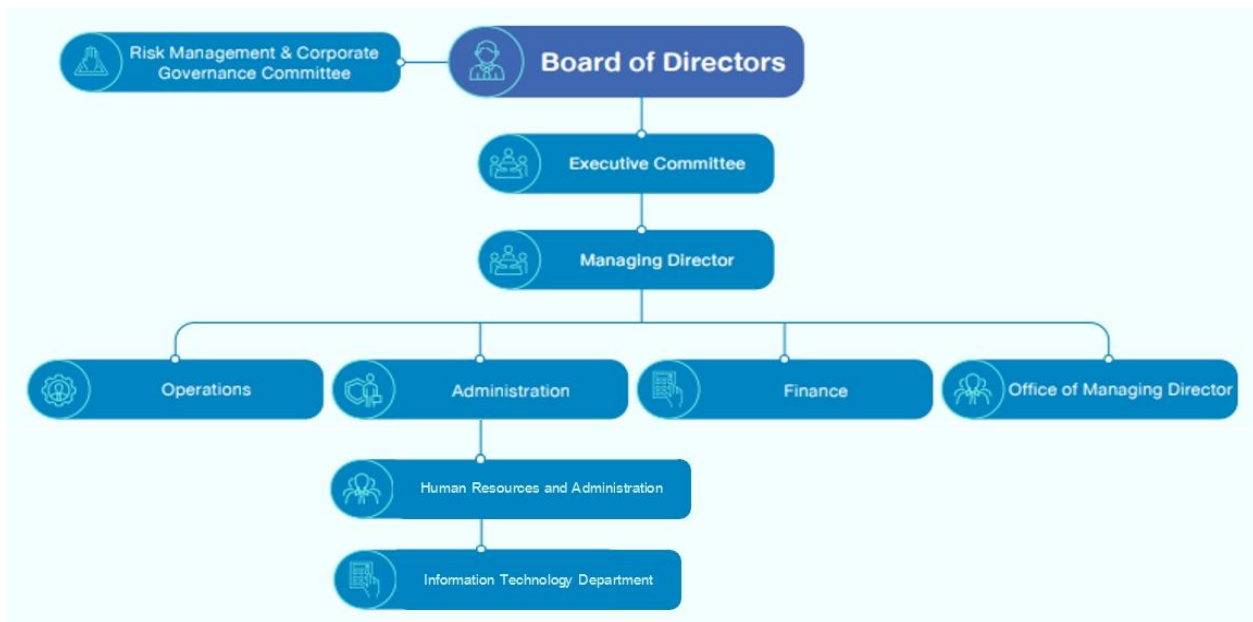 Risk Management & Corporate
Governance Committee
Board of Directors
Executive Committee
Managing Director
Operations
Administration
Finance
Office of Managing Director
Human Resources and Administration
Information Technology Department